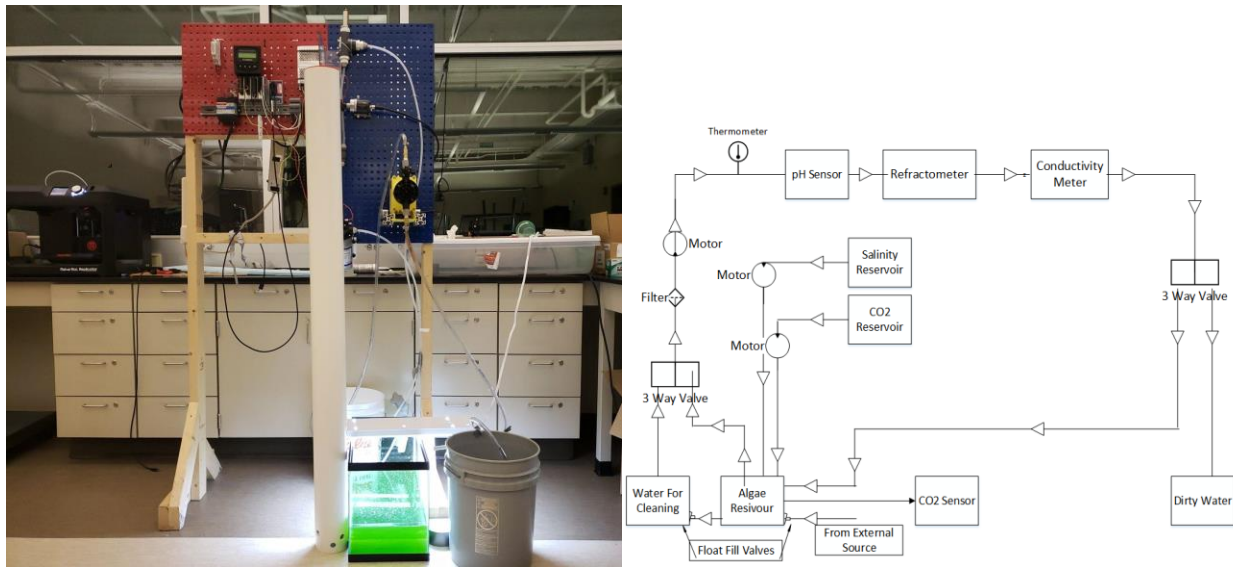 Thermometer
pH Sensor
Refractometer
Conductivity
Meter
Motor
Salinity
Reservoir
Motor
Filter
CO2
Reservoir
3 Way Valve
Motor
3 Way Valve
Water For
Cleaning
Algae
Resivour
CO2 Sensor
Dirty Water
From External
Source
Float Fill Valves